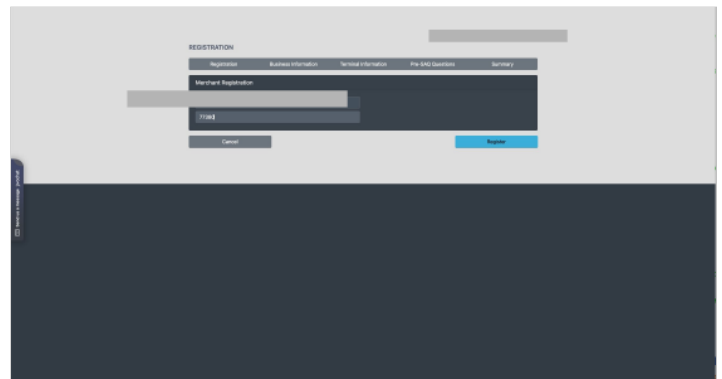 REGISTRATION
Registration Business Information Terminal Information Pre-SAQ Questions Summary
Merchant Registration
Cancel Register